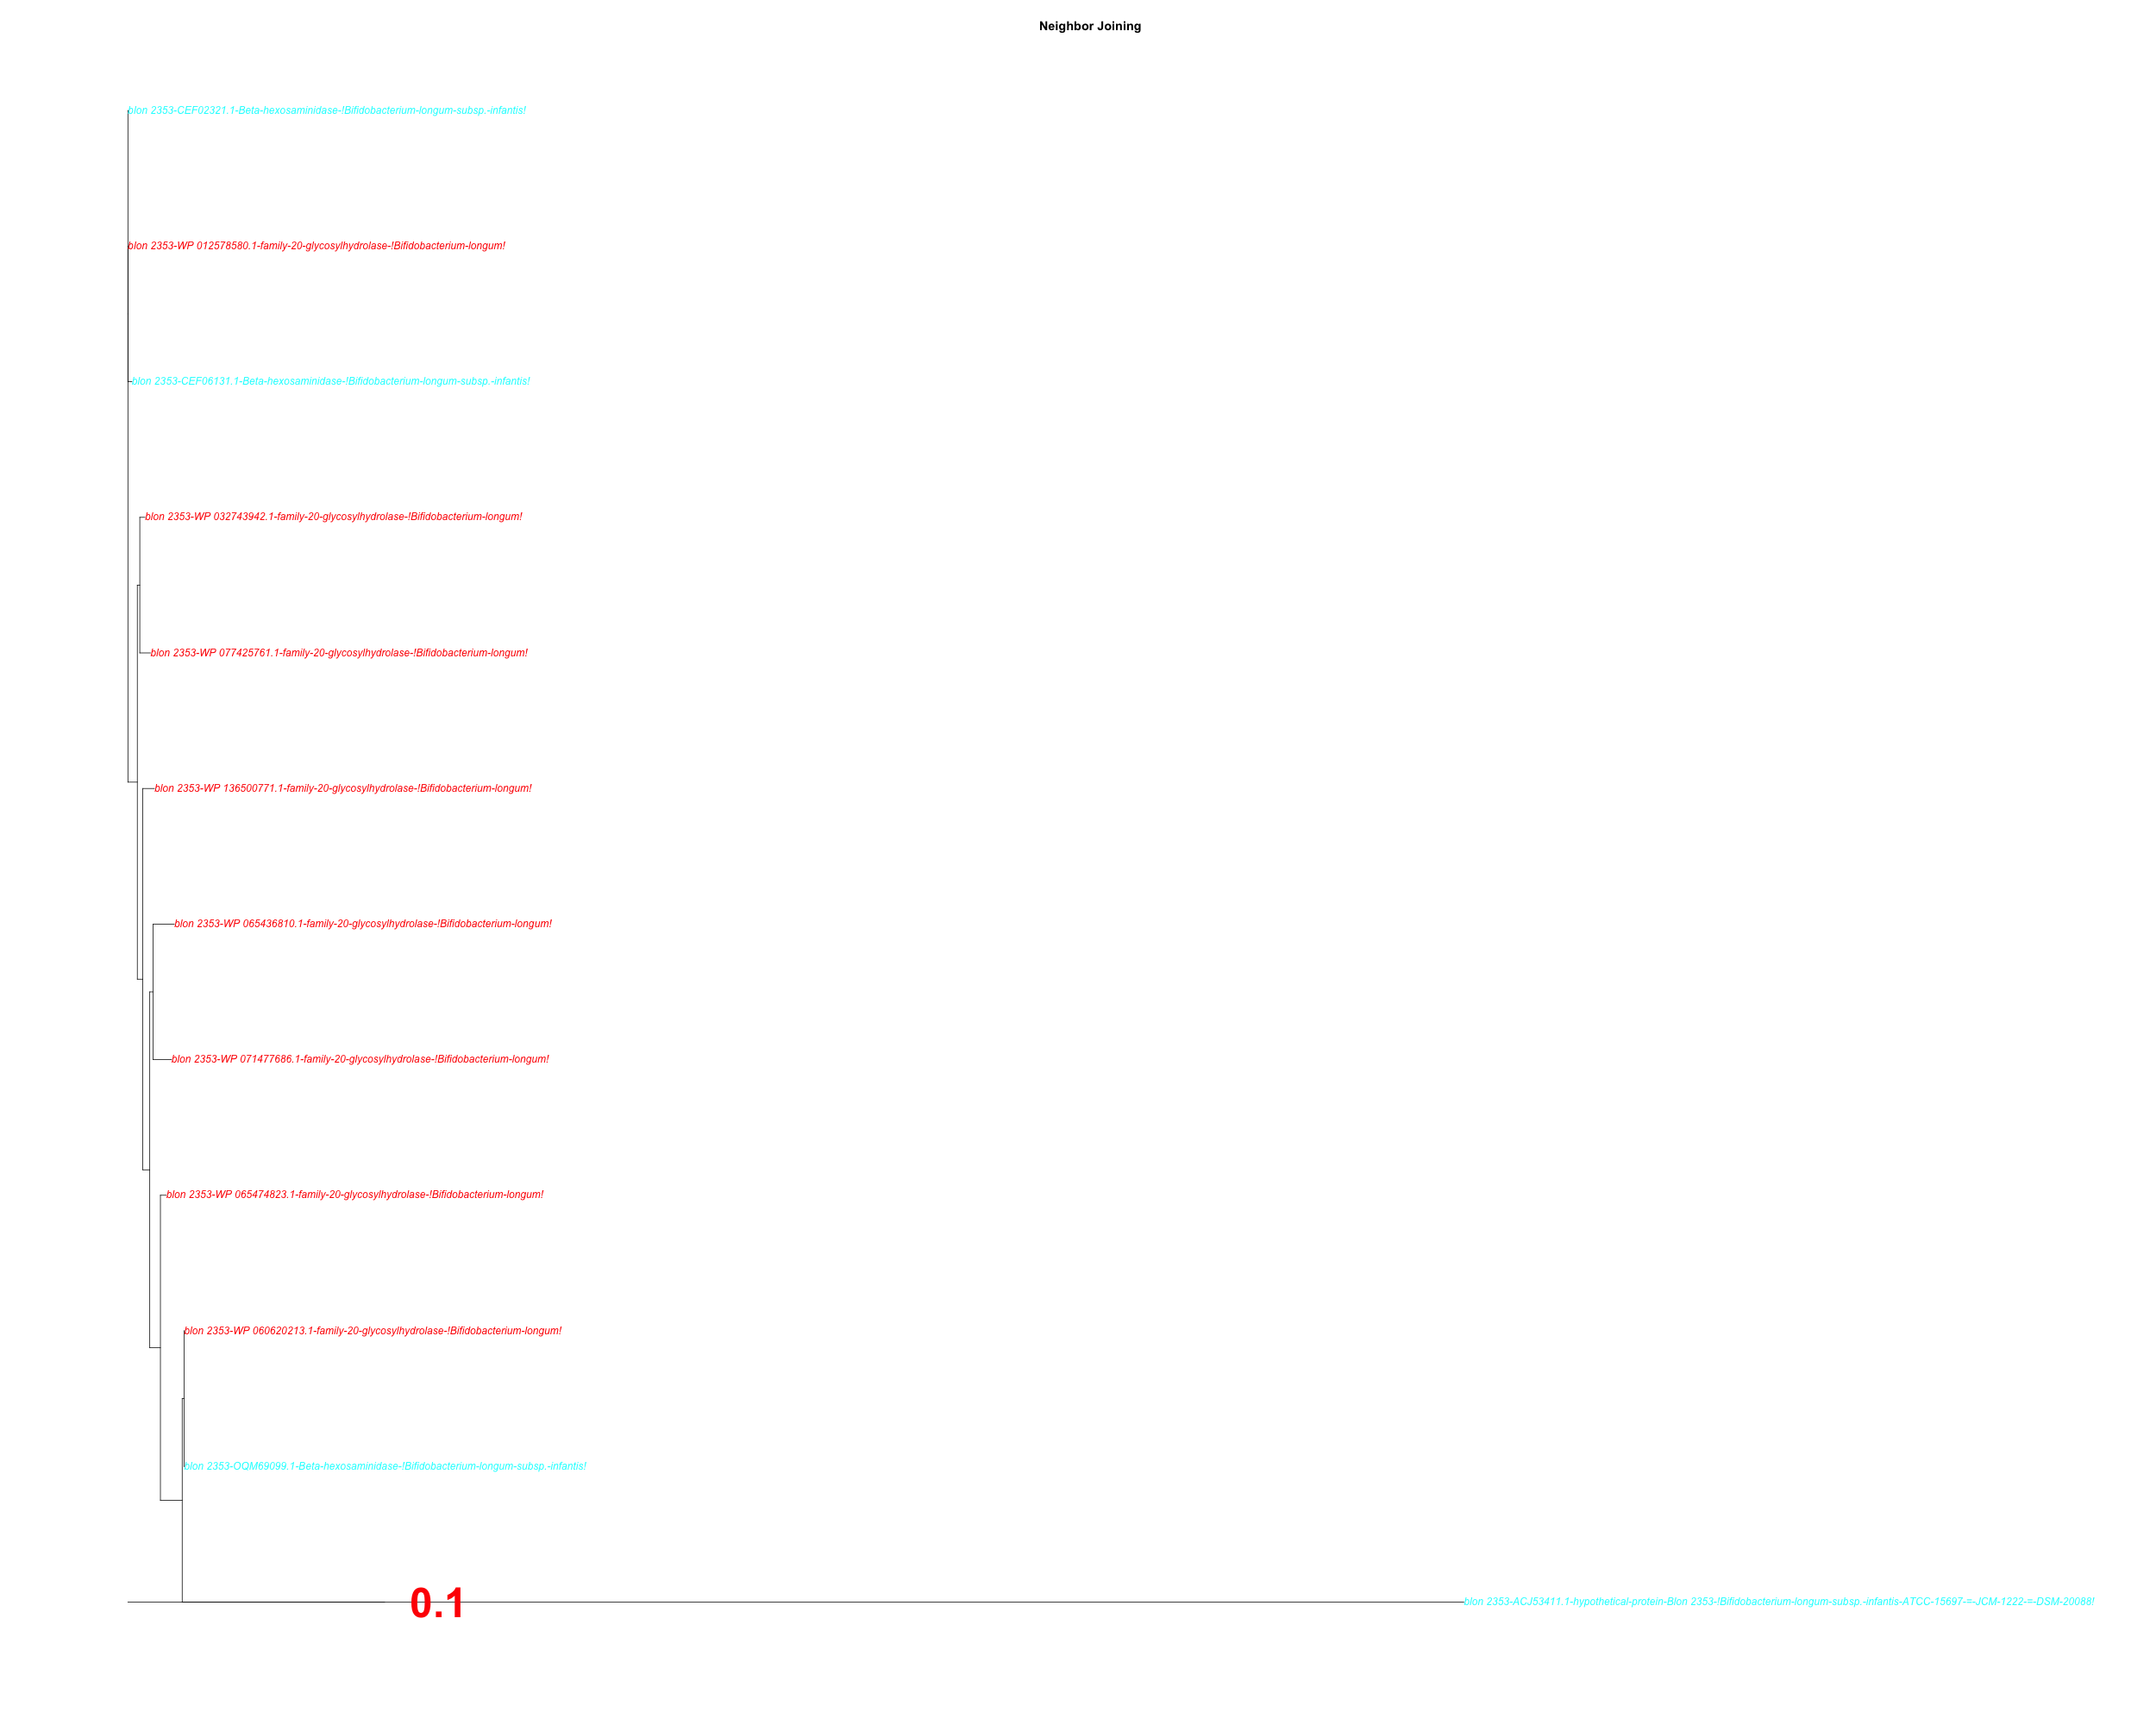 Neighbor Joining
blon 2353-CEF02321.1-Beta-hexosaminidase-!Bifidobacterium-longum-subsp.-infantis!
blon 2353-WP 012578580.1-family-20-glycosylhydrolase-!Bifidobacterium-longum!
blon 2353-CEF06131.1-Beta-hexosaminidase-!Bifidobacterium-longum-subsp.-infantis!
blon 2353-WP 032743942.1-family-20-glycosylhydrolase-!Bifidobacterium-longum!
blon 2353-WP 077425761.1-family-20-glycosylhydrolase-!Bifidobacterium-longum!
blon 2353-WP 136500771.1-family-20-glycosylhydrolase-!Bifidobacterium-longum!
blon 2353-WP 065436810.1-family-20-glycosylhydrolase-!Bifidobacterium-longum!
blon 2353-WP 071477686.1-family-20-glycosylhydrolase-!Bifidobacterium-longum!
blon 2353-WP 065474823.1-family-20-glycosylhydrolase-!Bifidobacterium-longum!
blon 2353-WP 060620213.1-family-20-glycosylhydrolase-!Bifidobacterium-longum!
blon 2353-OQM69099.1-Beta-hexosaminidase-!Bifidobacterium-longum-subsp.-infantis!
0.1
blon 2353-ACJ53411.1-hypothetical-protein-Blon 2353-!Bifidobacterium-longum-subsp.-infantis-ATCC-15697-=-JCM-1222-=-DSM-20088!